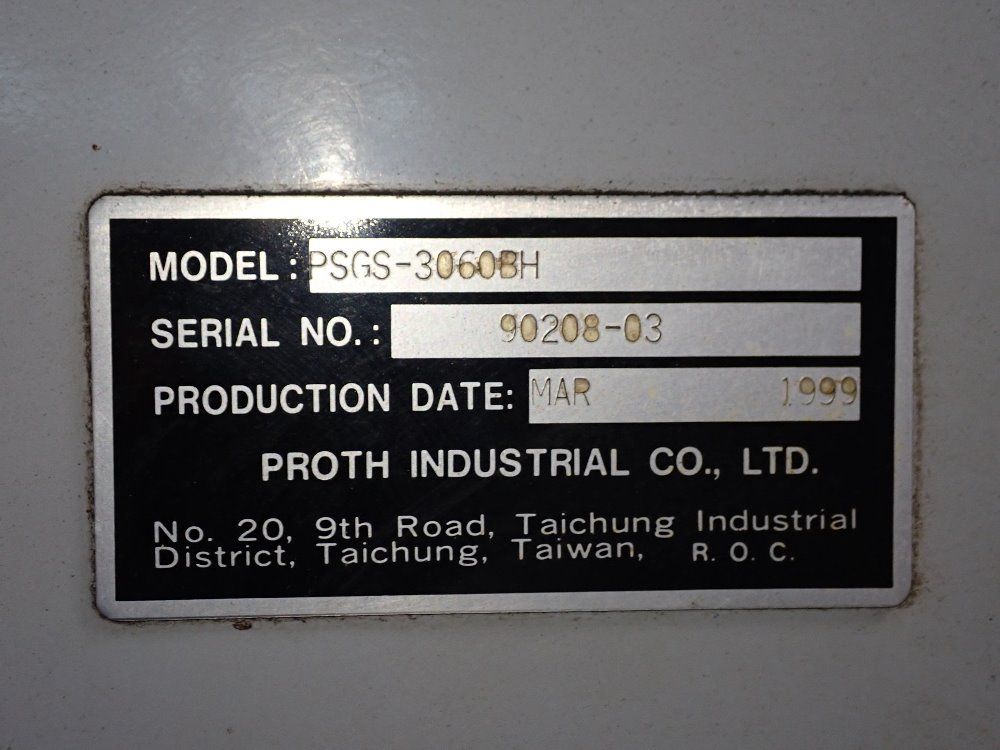 MODEL: PSGS-3060BH
SERIAL NO.: 90208-03
PRODUCTION DATE: MAR 1999
PROTH INDUSTRIAL CO., LTD.
No. 20, 9th Road, Taichung Industrial
District, Taichung, Taiwan, R. O. C.